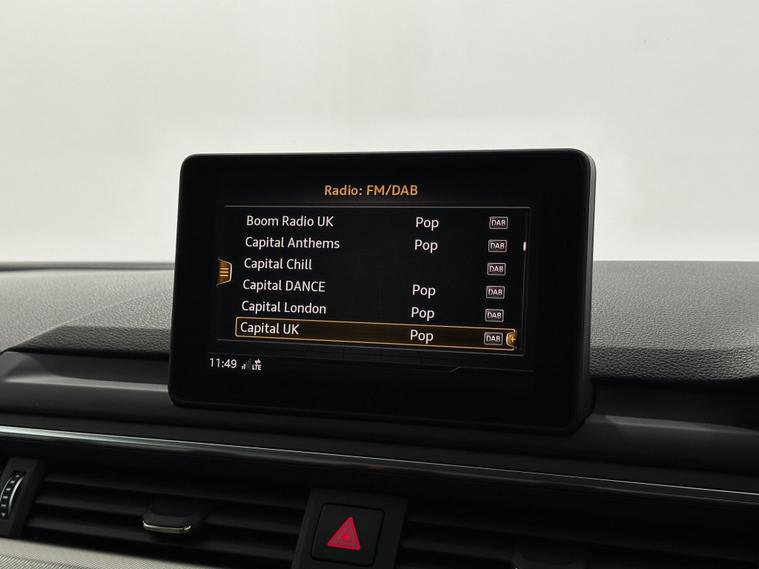 Radio: FM/DAB
Boom Radio UK Pop DAB
Capital Anthems Pop DAB
Capital Chill DAB
Capital DANCE Pop DAB
Capital London Pop DAB
Capital UK Pop DAB
11:49 LTE